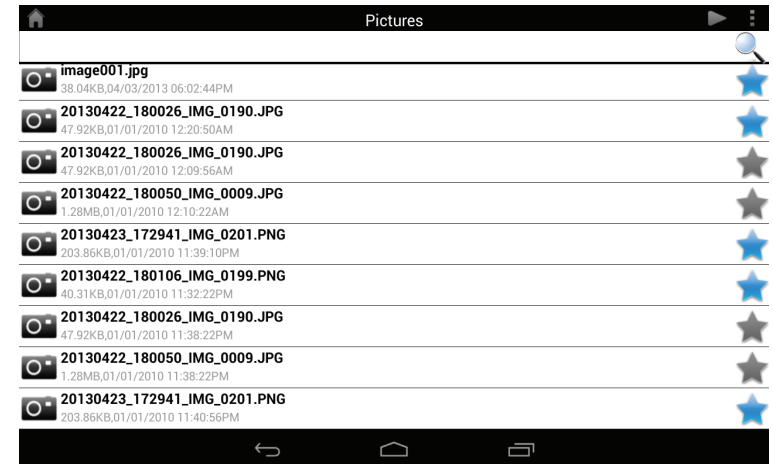 Pictures
image001.jpg
38.04KB,04/03/2013 06:02:44PM
20130422_180026_IMG_0190.JPG
47.92KB,01/01/2010 12:20:50AM
20130422_180026_IMG_0190.JPG
47.92KB,01/01/2010 12:09:56AM
20130422_180050_IMG_0009.JPG
1.28MB,01/01/2010 12:10:22AM
20130423_172941_IMG_0201.PNG
203.86KB,01/01/2010 11:39:10PM
20130422_180106_IMG_0199.PNG
40.31KB,01/01/2010 11:32:22PM
20130422_180026_IMG_0190.JPG
47.92KB,01/01/2010 11:38:22PM
20130422_180050_IMG_0009.JPG
1.28MB,01/01/2010 11:38:22PM
20130423_172941_IMG_0201.PNG
203.86KB,01/01/2010 11:40:56PM